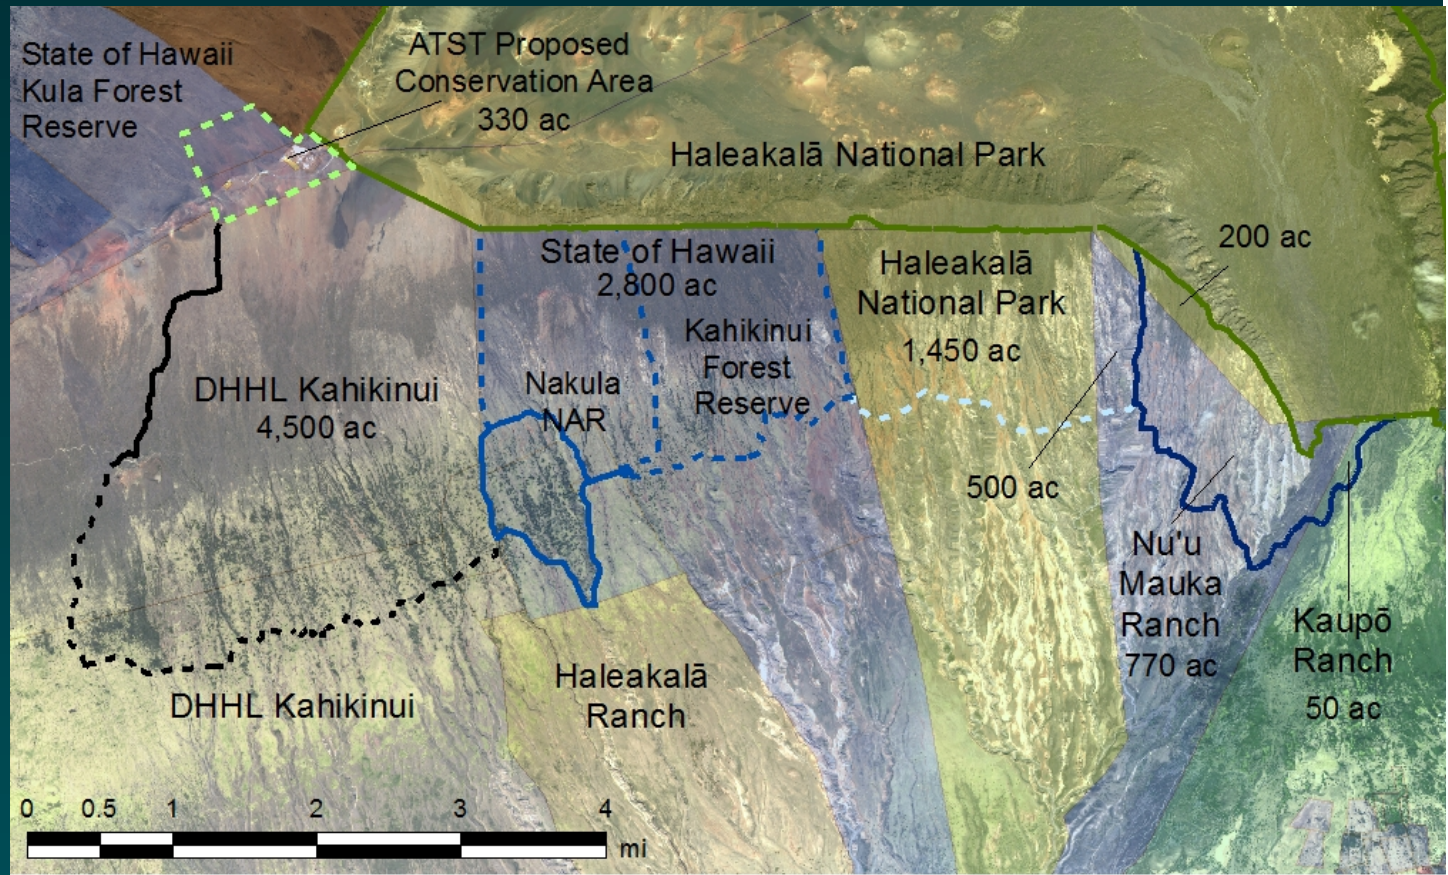 State of Hawaii
Kula Forest
Reserve
ATST Proposed
Conservation Area
330 ac
Haleakalā National Park
200 ac
State of Hawaii
2,800 ac
Haleakalā
National Park
1,450 ac
Kahikinui
Forest
Reserve
Nakula
NAR
DHHL Kahikinui
4,500 ac
500 ac
Nu'u
Mauka
Ranch
770 ac
Kaupō
Ranch
50 ac
Haleakalā
Ranch
DHHL Kahikinui
0 0.5 1 2 3 4
mi